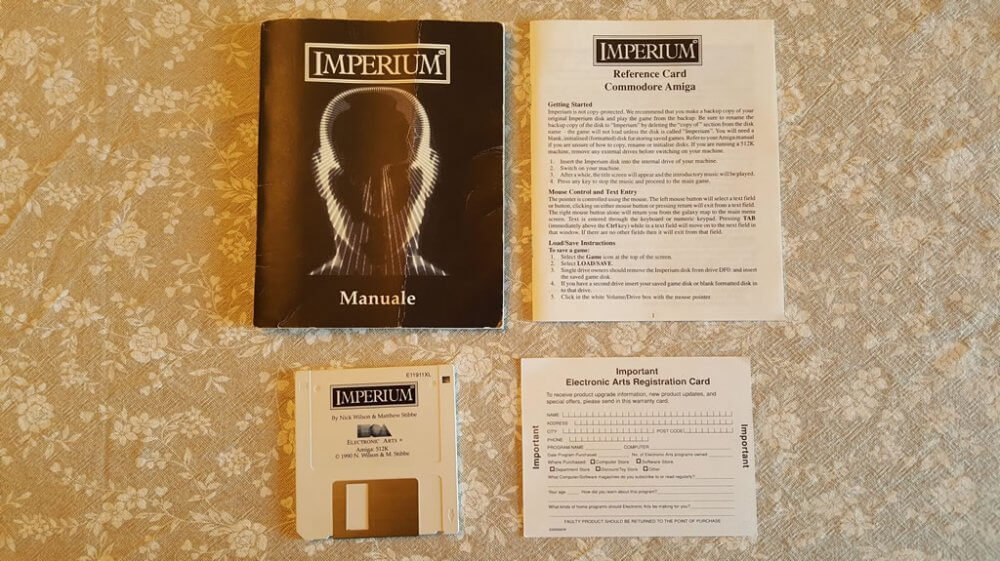 IMPERIUM
Manuale
IMPERIUM
Reference Card
Commodore Amiga
Getting Started
Imperium is not copy-protected. We recommend that you make a backup copy of your
original Imperium disk and play the game from the backup. Be sure to rename the
backup copy of the disk to "Imperium" by deleting the "copy of" section from the disk
name - the game will not load unless the disk is called "Imperium". You will need a
blank, initialised (formatted) disk for storing saved games. Refer to your Amiga manual
if you are unsure of how to copy, rename or initialize disks. If you are running a 512K
machine, remove any external drives before switching on your machine.
1. Insert the Imperium disk into the internal drive of your machine.
2. Switch on your machine.
3. After a while, the title screen will appear and the introductory music will be played.
4. Press any key to stop the music and proceed to the main game.
Mouse Control and Text Entry
The pointer is controlled using the mouse. The left mouse button will select a text field
or button, clicking on either mouse button or pressing return will exit from a text field.
The right mouse button alone will return you from the galaxy map to the main menu
screen. Text is entered through the keyboard or numeric keypad. Pressing TAB
(immediately above the Ctrl key) while in a text field will move on to the next field in
that window. If there are no other fields then it will exit from that field.
Load/Save Instructions
To save a game:
1. Select the Game icon at the top of the screen.
2. Select LOAD/SAVE.
3. Single drive owners should remove the Imperium disk from drive DF0: and insert
the saved game disk.
4. If you have a second drive insert your saved game disk or blank formatted disk in
to that drive.
5. Click in the white Volume/Drive box with the mouse pointer
1
E11911XL
IMPERIUM
By Nick Wilson & Matthew Stibbe
ELECTRONIC ARTS
Amiga: 512K
© 1990 N. Wilson & M. Stibbe
Important
Electronic Arts Registration Card
To receive product upgrade information, new product updates, and
special offers, please send in this warranty card.
NAME
ADDRESS
CITY POST CODE
PHONE
PROGRAM NAME COMPUTER
Date Program Purchased No. of Electronic Arts programs owned
Where Purchased: Computer Store Software Store
Department Store Discount/Toy Store Other
What Computer/Software magazines do you subscribe to or read regularly?
Your age How did you learn about this program?
What kinds of home programs should Electronic Arts be making for you?
FAULTY PRODUCT SHOULD BE RETURNED TO THE POINT OF PURCHASE
Important
Important